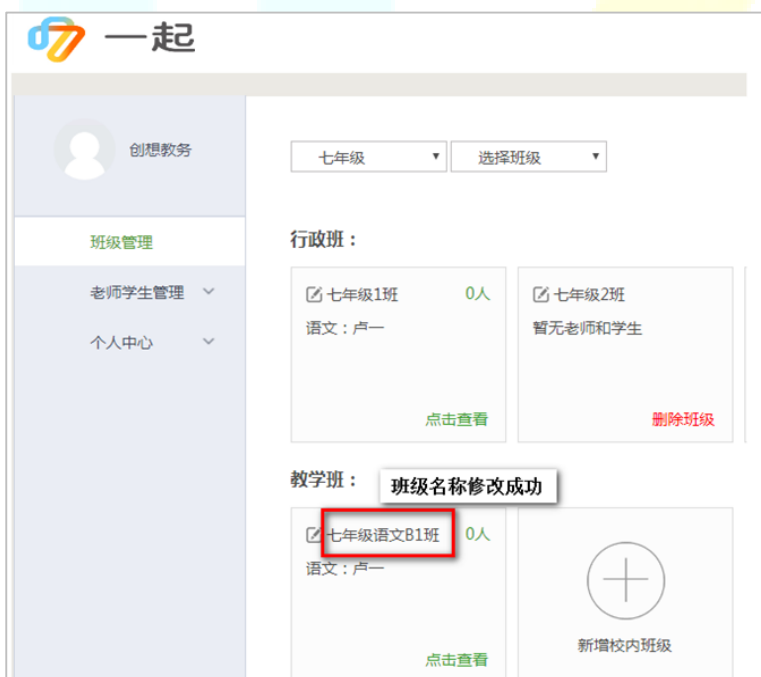 一起
创想教务
七年级
选择班级
班级管理
老师学生管理
个人中心
行政班：
七年级1班 0人
语文：卢一
点击查看
七年级2班
暂无老师和学生
删除班级
教学班：
班级名称修改成功
七年级语文B1班 0人
语文：卢一
点击查看
新增校内班级